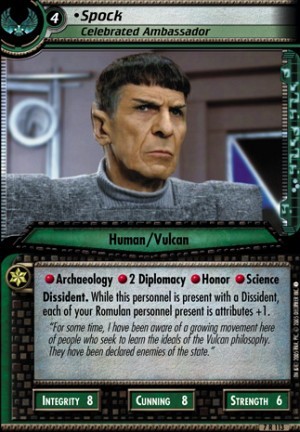 4 •Spock
Celebrated Ambassador
Human/Vulcan
Archaeology 2 Diplomacy Honor Science
Dissident. While this personnel is present with a Dissident,
each of your Romulan personnel present is attributes +1.
"For some time, I have been aware of a growing movement here
of people who seek to learn the ideals of the Vulcan philosophy.
They have been declared enemies of the state."
INTEGRITY 8 CUNNING 8 STRENGTH 6